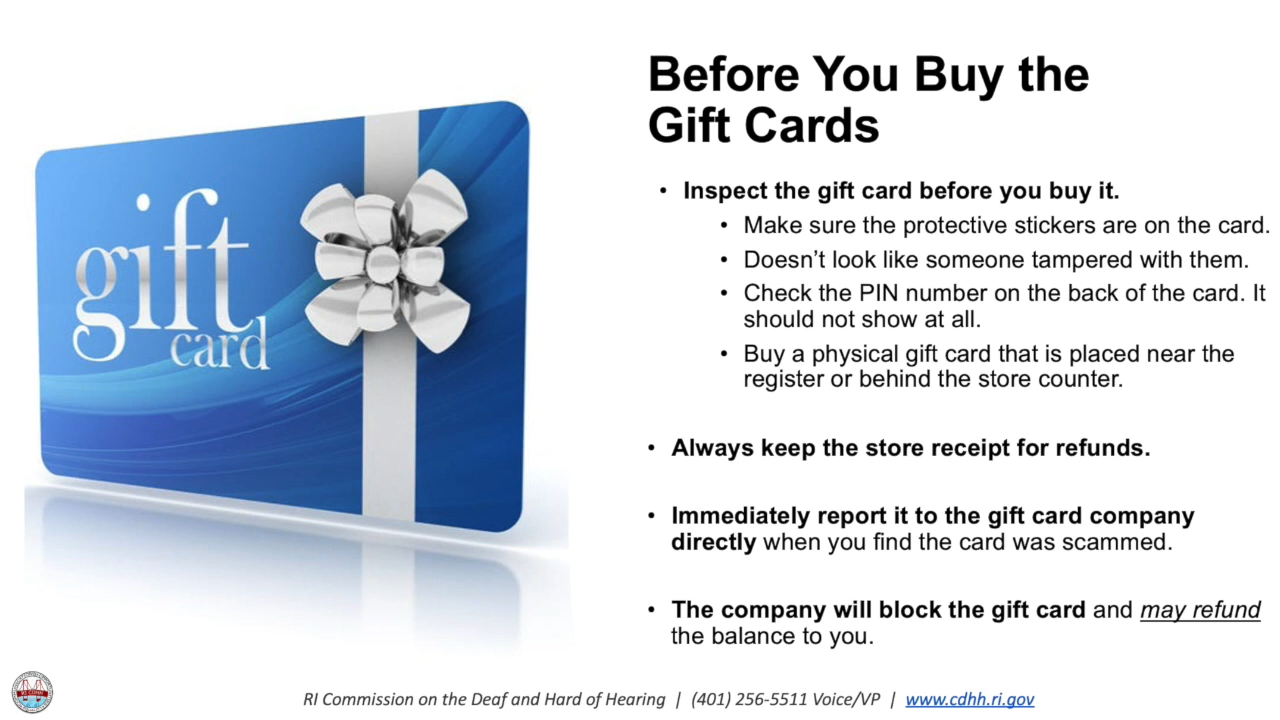 gift
card
Before You Buy the
Gift Cards
• Inspect the gift card before you buy it.
• Make sure the protective stickers are on the card.
• Doesn’t look like someone tampered with them.
• Check the PIN number on the back of the card. It
should not show at all.
• Buy a physical gift card that is placed near the
register or behind the store counter.
• Always keep the store receipt for refunds.
• Immediately report it to the gift card company
directly when you find the card was scammed.
• The company will block the gift card and may refund
the balance to you.
RI CDHH
RI Commission on the Deaf and Hard of Hearing | (401) 256-5511 Voice/VP | www.cdhh.ri.gov